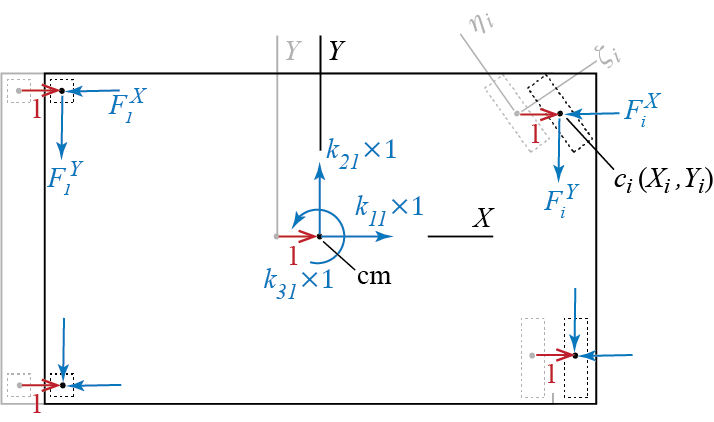 η_i
ζ_i
Y Y
1 F_1^X
F_1^Y
1 F_i^X
c_i (X_i , Y_i)
F_i^Y
k_21×1
k_11×1
X
1
k_31×1
cm
1
1